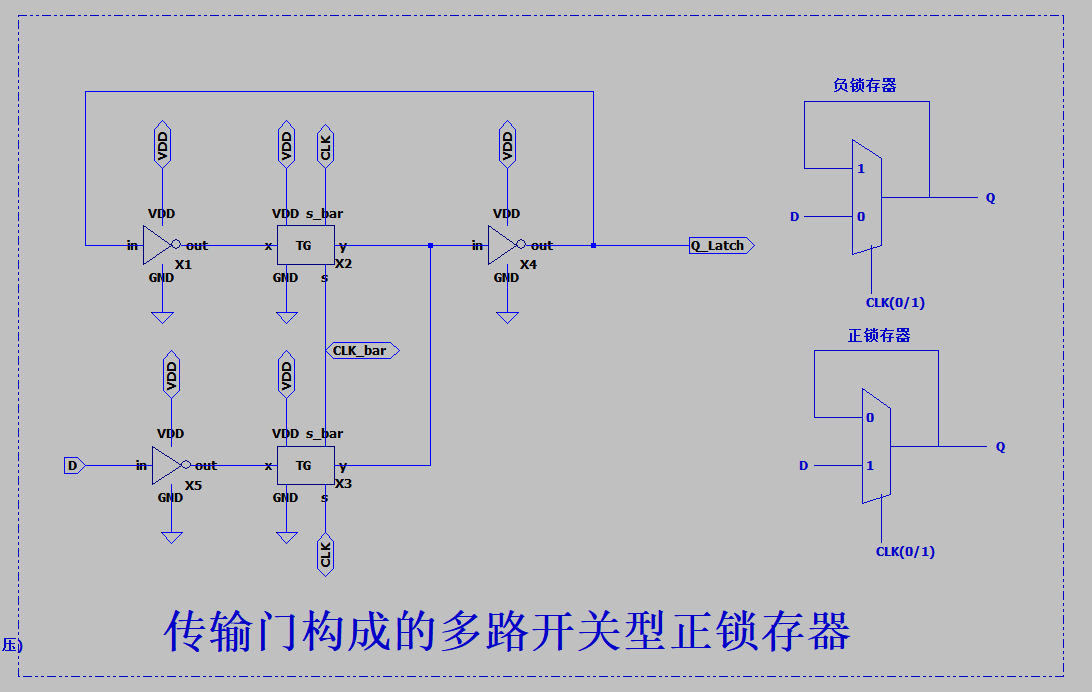 负锁存器
VDD
VDD
CLK
VDD
1
Q
D
0
VDD
VDD
s_bar
VDD
in
out
x
TG
y
in
out
Q_Latch
X1
X2
X4
GND
GND
s
GND
CLK(0/1)
正锁存器
CLK_bar
VDD
VDD
0
VDD
VDD
s_bar
Q
D
in
out
x
TG
y
D
1
X5
X3
GND
GND
s
CLK
CLK(0/1)
传输门构成的多路开关型正锁存器
压)